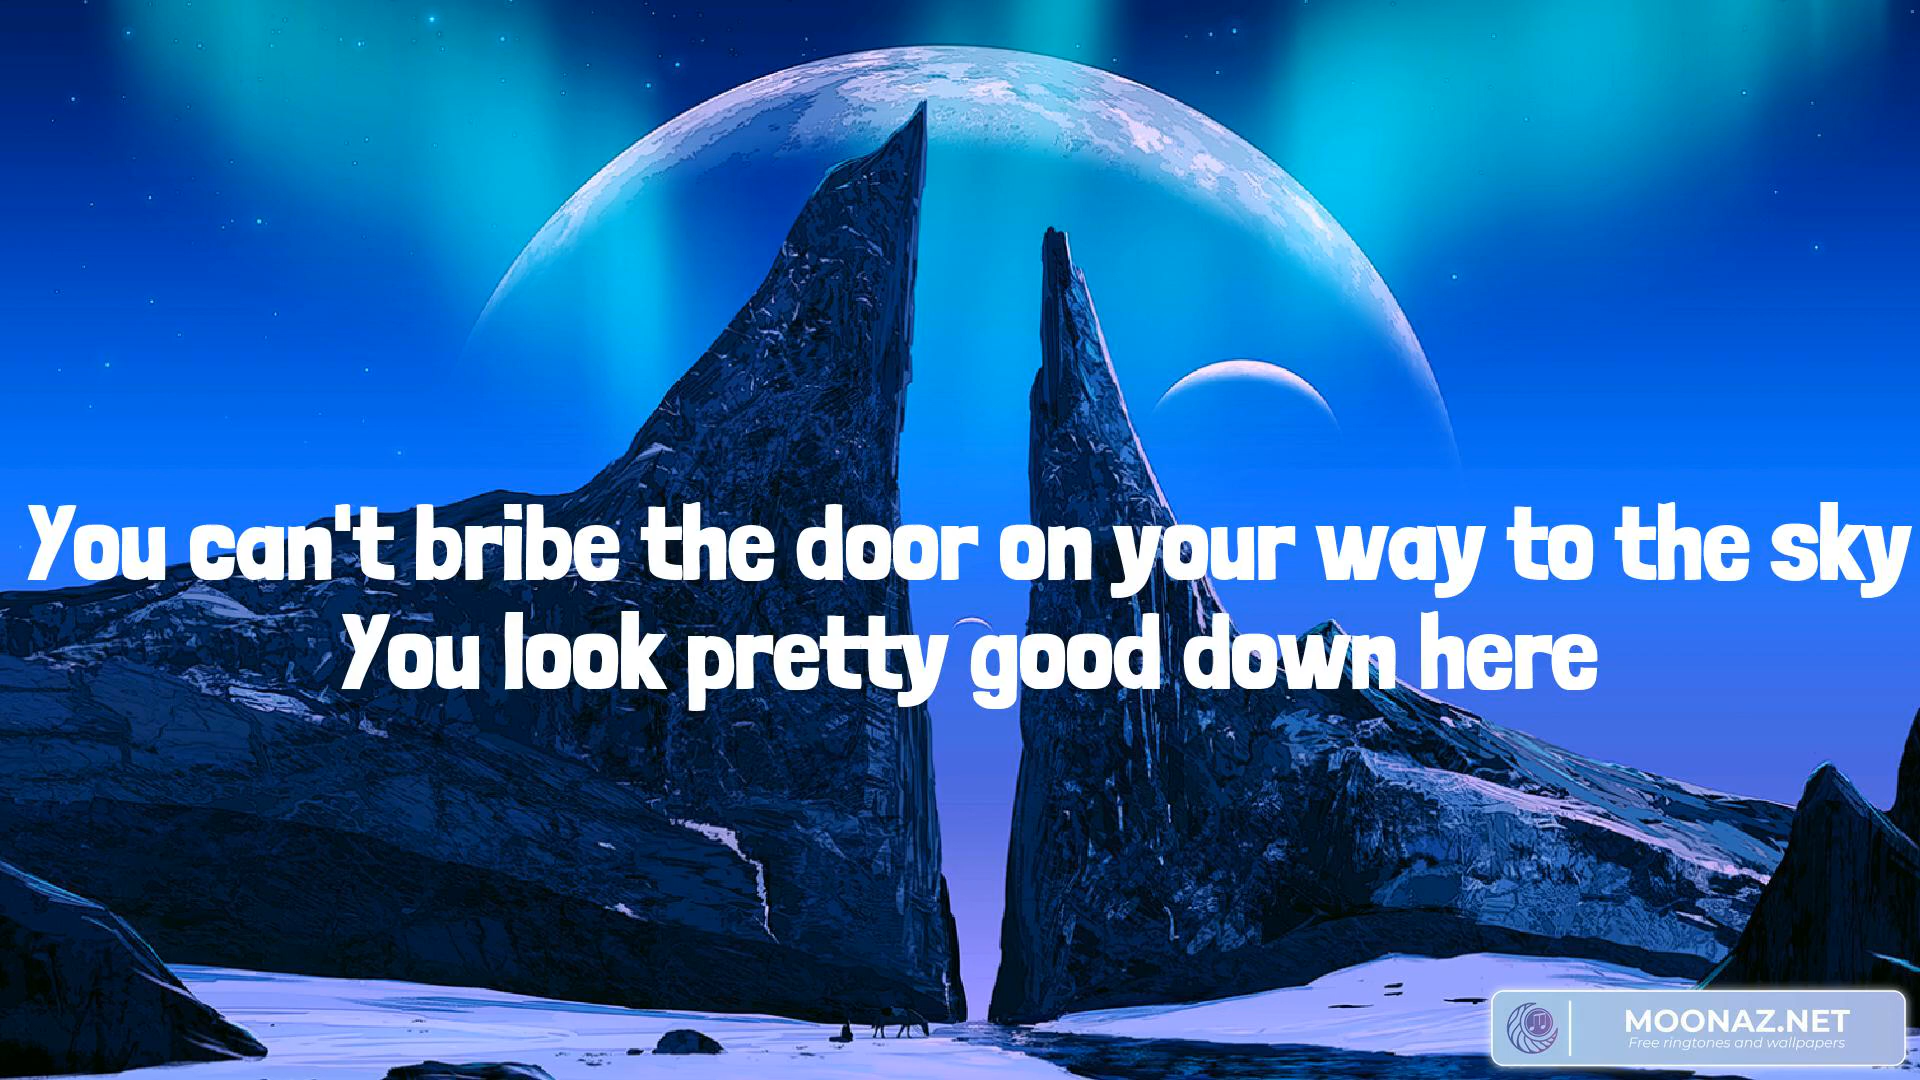 You can't bribe the door on your way to the sky
You look pretty good down here
MOONAZ.NET
Free ringtones and wallpapers